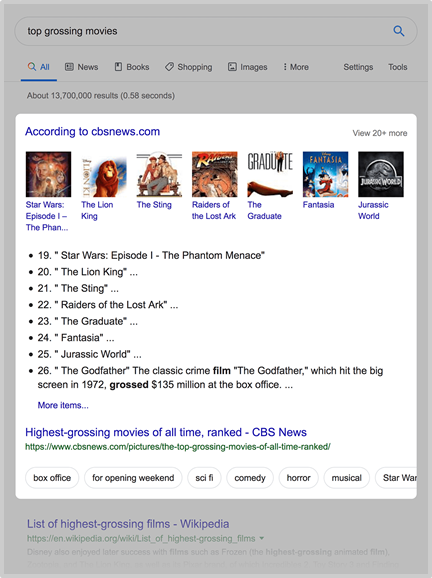 top grossing movies
All News Books Shopping Images More Settings Tools
About 13,700,000 results (0.58 seconds)
According to cbsnews.com View 20+ more
DISNEY THE LION KING RAIDERS GRADUATE FANTASIA JURASSIC WORLD
Star Wars: Episode I – The Phan...
The Lion King
The Sting
Raiders of the Lost Ark
The Graduate
Fantasia
Jurassic World
• 19. " Star Wars: Episode I - The Phantom Menace"
• 20. " The Lion King" ...
• 21. " The Sting" ...
• 22. " Raiders of the Lost Ark" ...
• 23. " The Graduate" ...
• 24. " Fantasia" ...
• 25. " Jurassic World" ...
• 26. " The Godfather" The classic crime film "The Godfather," which hit the big
screen in 1972, grossed $135 million at the box office. ...
More items...
Highest-grossing movies of all time, ranked - CBS News
https://www.cbsnews.com/pictures/the-top-grossing-movies-of-all-time-ranked/
box office for opening weekend sci fi comedy horror musical Star War
List of highest-grossing films - Wikipedia
https://en.wikipedia.org/wiki/List_of_highest-grossing_films
Disney also enjoyed later success with films such as Frozen (the highest-grossing animated film),